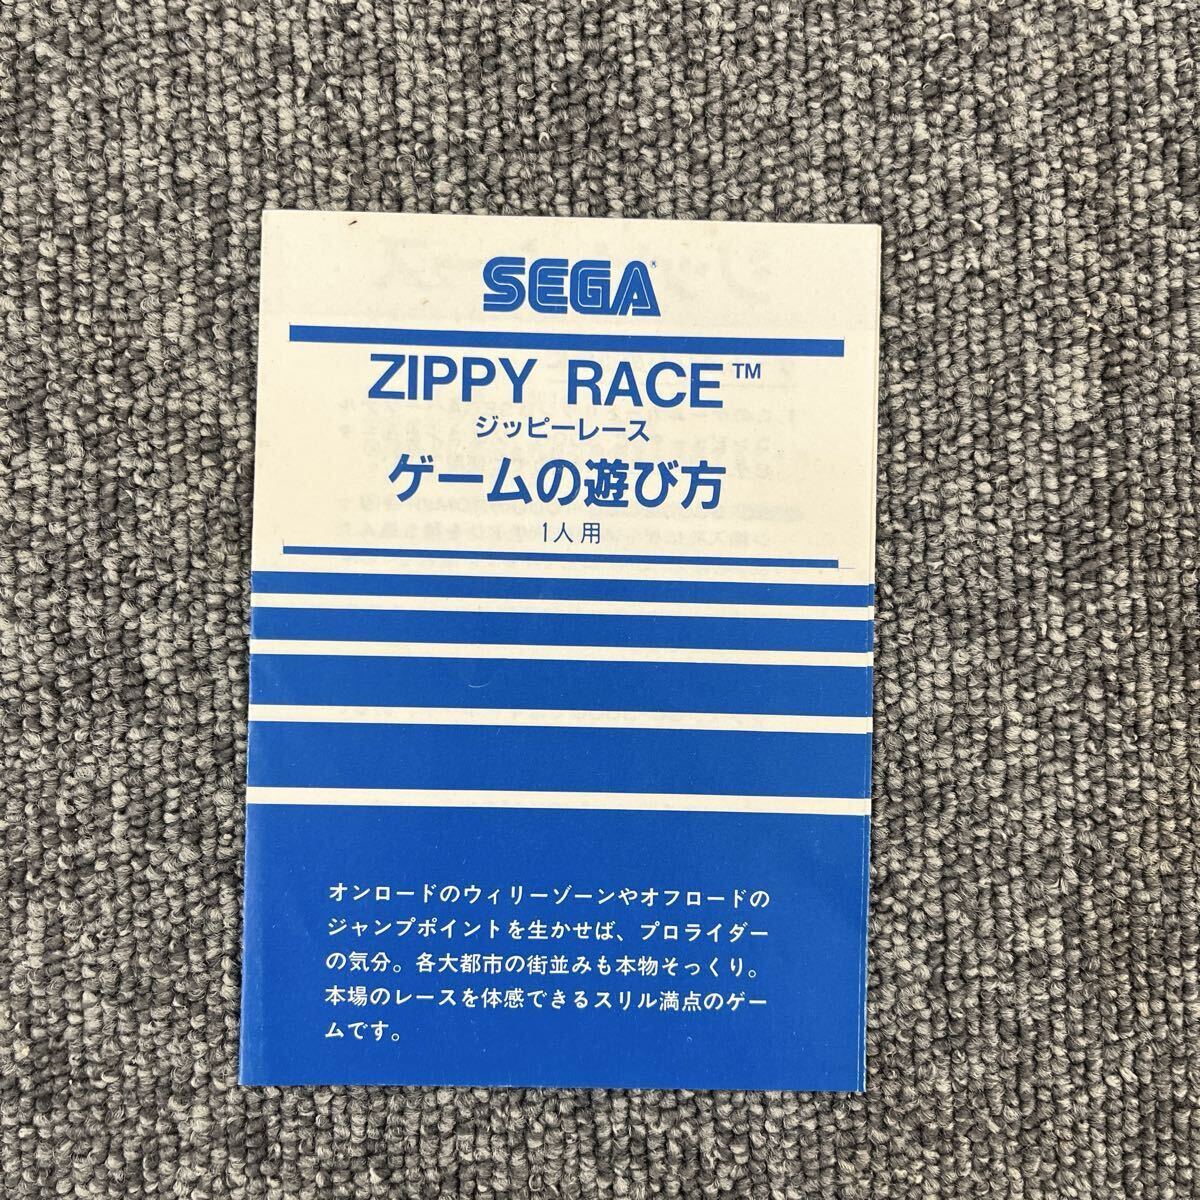 SEGA®
ZIPPY RACE™
ジッピーレース
ゲームの遊び方
1人用
オンロードのウィリーゾーンやオフロードの
ジャンプポイントを生かせば、プロライダー
の気分。各大都市の街並みも本物そっくり。
本場のレースを体感できるスリル満点のゲー
ムです。